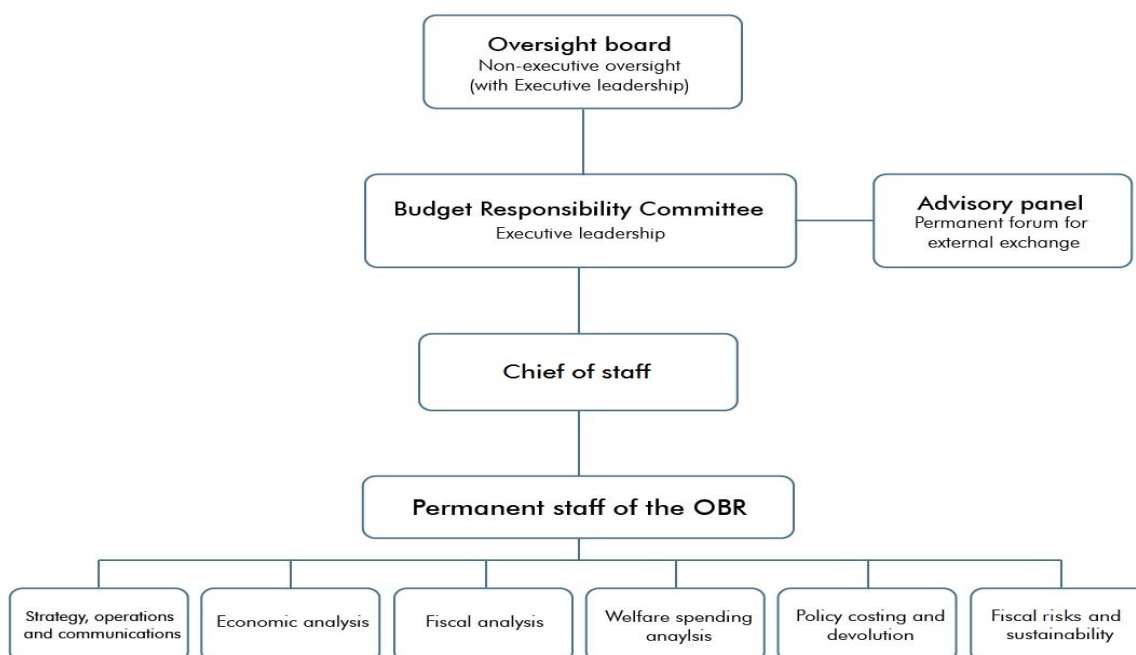 Oversight board
Non-executive oversight
(with Executive leadership)
Budget Responsibility Committee
Executive leadership
Advisory panel
Permanent forum for
external exchange
Chief of staff
Permanent staff of the OBR
Strategy, operations
and communications
Economic analysis
Fiscal analysis
Welfare spending
anaylsis
Policy costing and
devolution
Fiscal risks and
sustainability